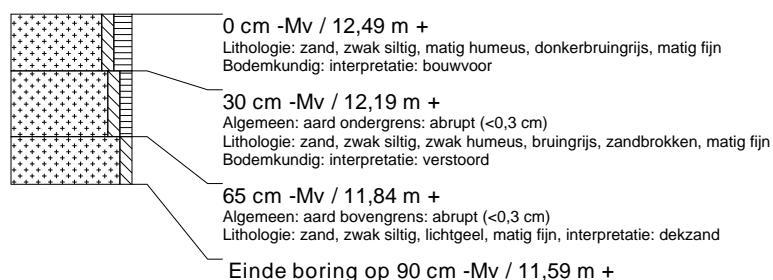 0 cm -Mv / 12,49 m +
Lithologie: zand, zwak siltig, matig humeus, donkerbruingrijs, matig fijn
Bodemkundig: interpretatie: bouwvoor
30 cm -Mv / 12,19 m +
Algemeen: aard ondergrens: abrupt (<0,3 cm)
Lithologie: zand, zwak siltig, zwak humeus, bruingrijs, zandbrokken, matig fijn
Bodemkundig: interpretatie: verstoord
65 cm -Mv / 11,84 m +
Algemeen: aard bovengrens: abrupt (<0,3 cm)
Lithologie: zand, zwak siltig, lichtgeel, matig fijn, interpretatie: dekzand
Einde boring op 90 cm -Mv / 11,59 m +